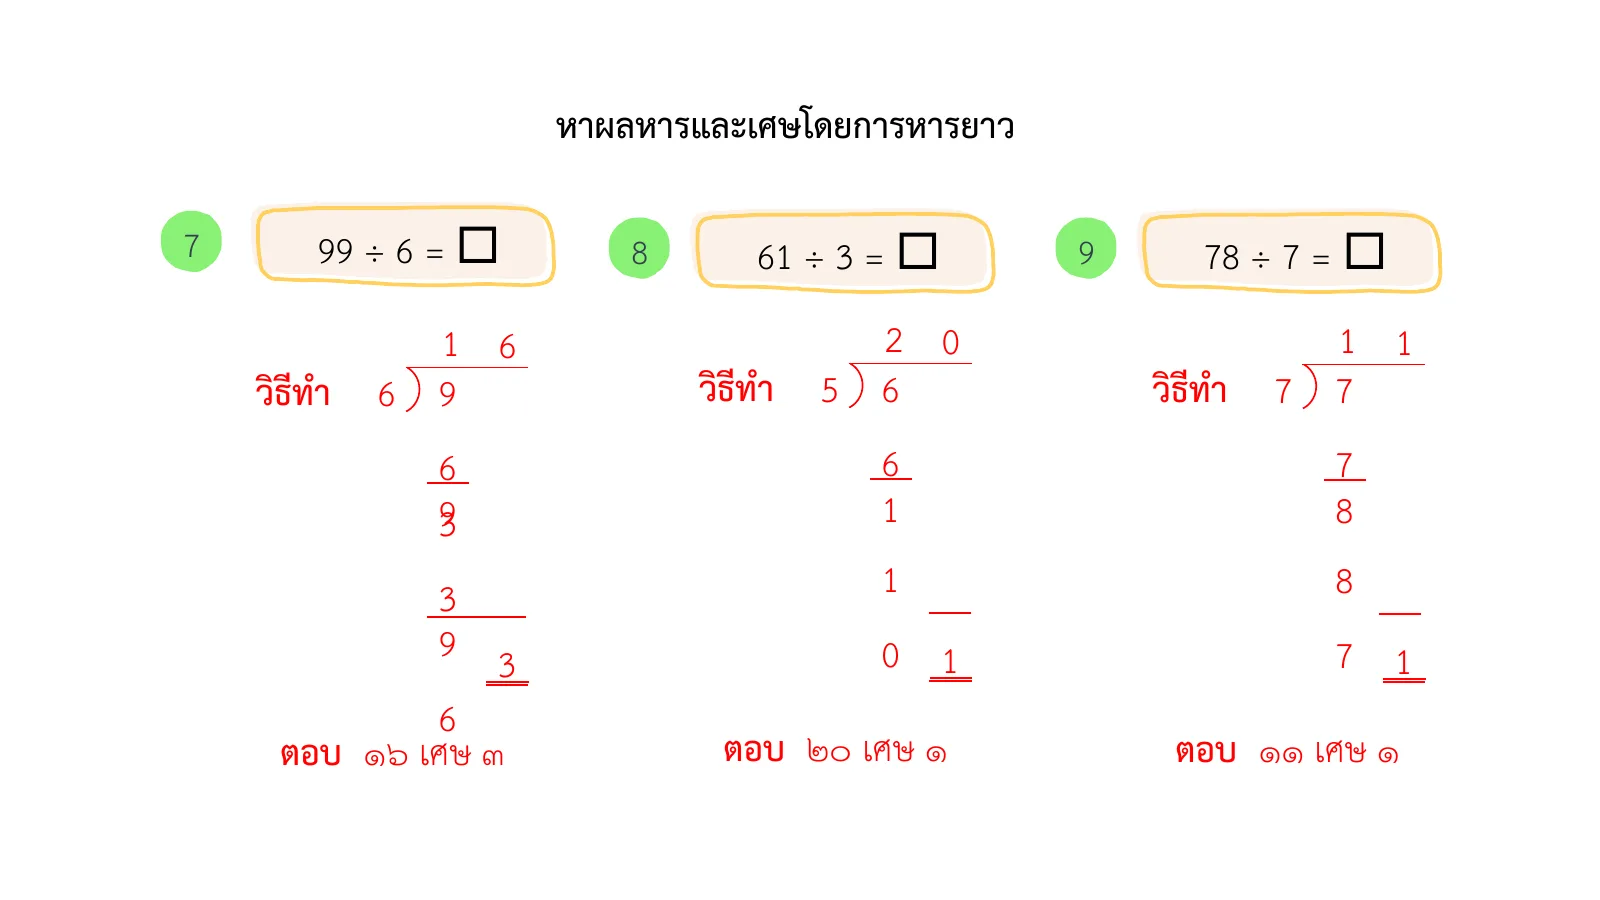 หาผลหารและเศษโดยการหารยาว
7
99 ÷ 6 = □
1 6
วิธีทำ 6 9
6
9
3
3
9
3
6
ตอบ ๑๖ เศษ ๓
8
61 ÷ 3 = □
2 0
วิธีทำ 5 6
6
1
1
0 1
ตอบ ๒๐ เศษ ๑
9
78 ÷ 7 = □
1 1
วิธีทำ 7 7
7
8
8
7 1
ตอบ ๑๑ เศษ ๑